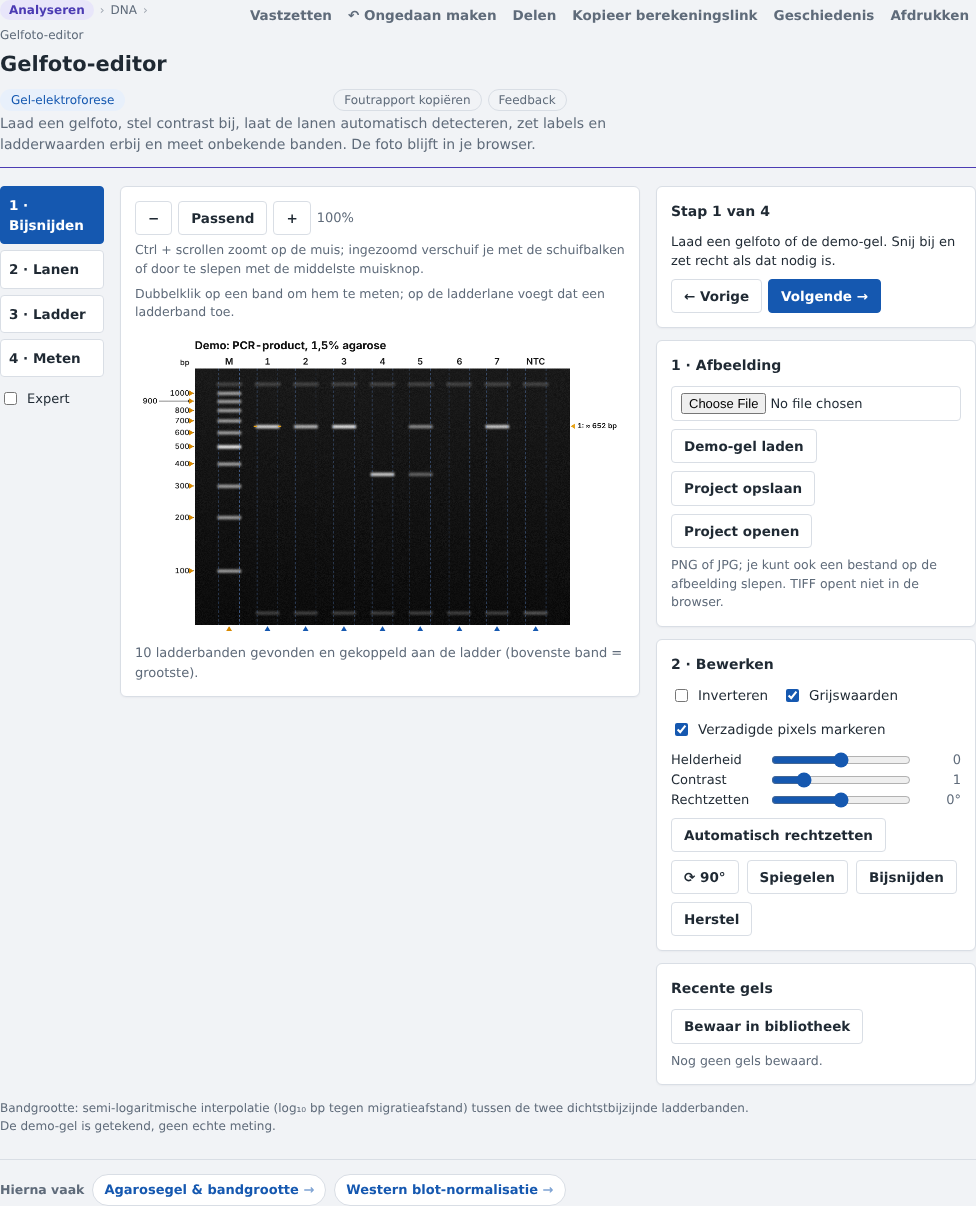 Analyseren › DNA ›
Gelfoto-editor
Vastzetten ↶ Ongedaan maken Delen Kopieer berekeningslink Geschiedenis Afdrukken
Gelfoto-editor
Gel-elektroforese
Foutrapport kopiëren Feedback
Laad een gelfoto, stel contrast bij, laat de lanen automatisch detecteren, zet labels en
ladderwaarden erbij en meet onbekende banden. De foto blijft in je browser.
1 ·
Bijsnijden
2 · Lanen
3 · Ladder
4 · Meten
Expert
− Passend + 100%
Ctrl + scrollen zoomt op de muis; ingezoomd verschuif je met de schuifbalken
of door te slepen met de middelste muisknop.
Dubbelklik op een band om hem te meten; op de ladderlane voegt dat een
ladderband toe.
Demo: PCR-product, 1,5% agarose
bp M 1 2 3 4 5 6 7 NTC
1000
900
800
700
600
500
400
300
200
100
1: ≈ 652 bp
10 ladderbanden gevonden en gekoppeld aan de ladder (bovenste band =
grootste).
Stap 1 van 4
Laad een gelfoto of de demo-gel. Snij bij en
zet recht als dat nodig is.
← Vorige Volgende →
1 · Afbeelding
Choose File No file chosen
Demo-gel laden
Project opslaan
Project openen
PNG of JPG; je kunt ook een bestand op de
afbeelding slepen. TIFF opent niet in de
browser.
2 · Bewerken
Inverteren Grijswaarden
Verzadigde pixels markeren
Helderheid 0
Contrast 1
Rechtzetten 0°
Automatisch rechtzetten
⟳ 90° Spiegelen Bijsnijden
Herstel
Recente gels
Bewaar in bibliotheek
Nog geen gels bewaard.
Bandgrootte: semi-logaritmische interpolatie (log₁₀ bp tegen migratieafstand) tussen de twee dichtstbijzijnde ladderbanden.
De demo-gel is getekend, geen echte meting.
Hierna vaak Agarosegel & bandgrootte → Western blot-normalisatie →